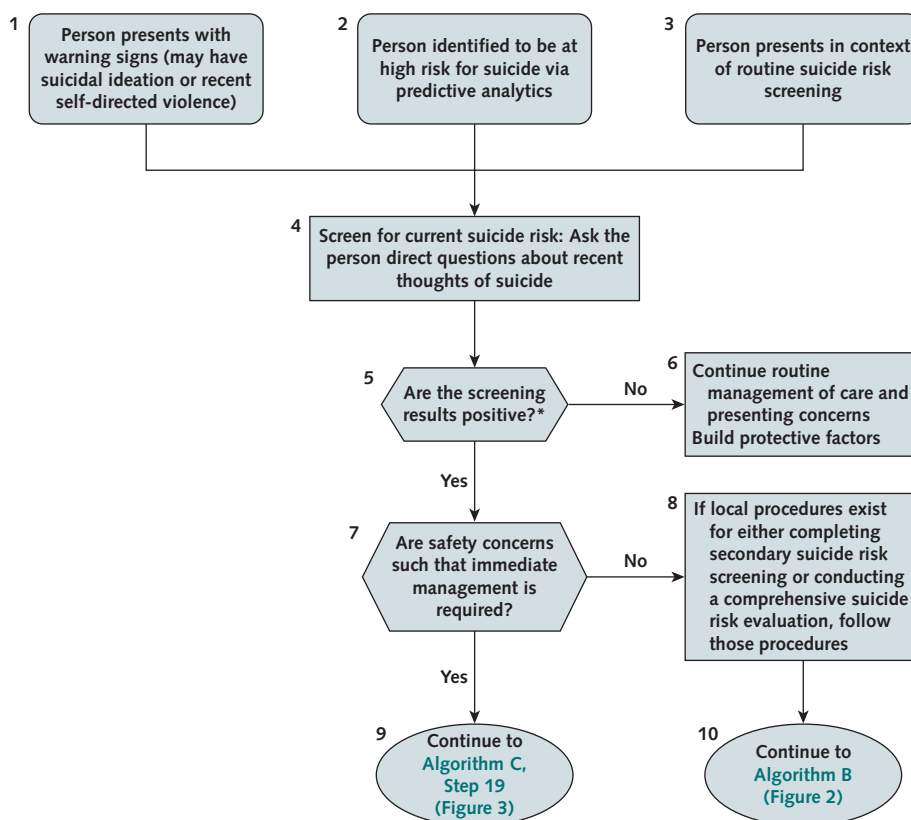 1
Person presents with
warning signs (may have
suicidal ideation or recent
self-directed violence)
2
Person identified to be at
high risk for suicide via
predictive analytics
3
Person presents in context
of routine suicide risk
screening
4
Screen for current suicide risk: Ask the
person direct questions about recent
thoughts of suicide
5
Are the screening
results positive?*
No
6
Continue routine
management of care and
presenting concerns
Build protective factors
Yes
7
Are safety concerns
such that immediate
management is
required?
No
8
If local procedures exist
for either completing
secondary suicide risk
screening or conducting
a comprehensive suicide
risk evaluation, follow
those procedures
Yes
9
Continue to
Algorithm C,
Step 19
(Figure 3)
10
Continue to
Algorithm B
(Figure 2)